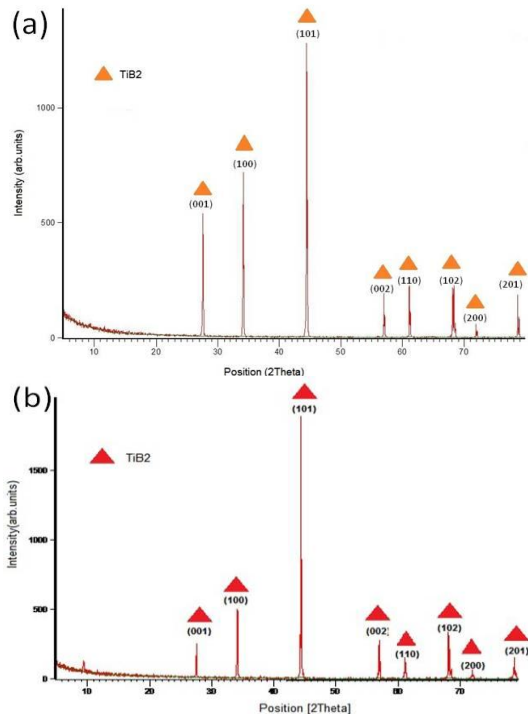 (a)
(101)
TiB2
1000
(100)
(001)
500
(002)
(110)
(102)
(200)
(201)
0
10 20 30 40 50 60 70
Intensity (arb.units)
Position (2Theta)
(b)
(101)
TiB2
1500
1000
(100)
500
(001)
(002)
(110)
(102)
(200)
(201)
0
10 20 30 40 50 60 70
Intensity(arb.units)
Position [2Theta]